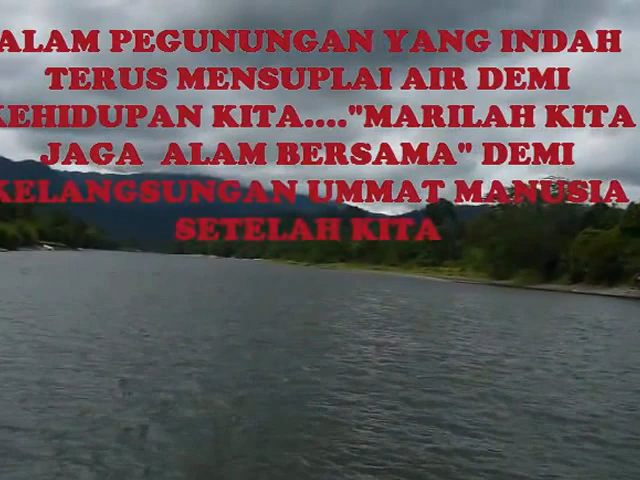 ALAM PEGUNUNGAN YANG INDAH
TERUS MENSUPLAI AIR DEMI
KEHIDUPAN KITA...."MARILAH KITA
JAGA ALAM BERSAMA" DEMI
KELANGSUNGAN UMMAT MANUSIA
SETELAH KITA